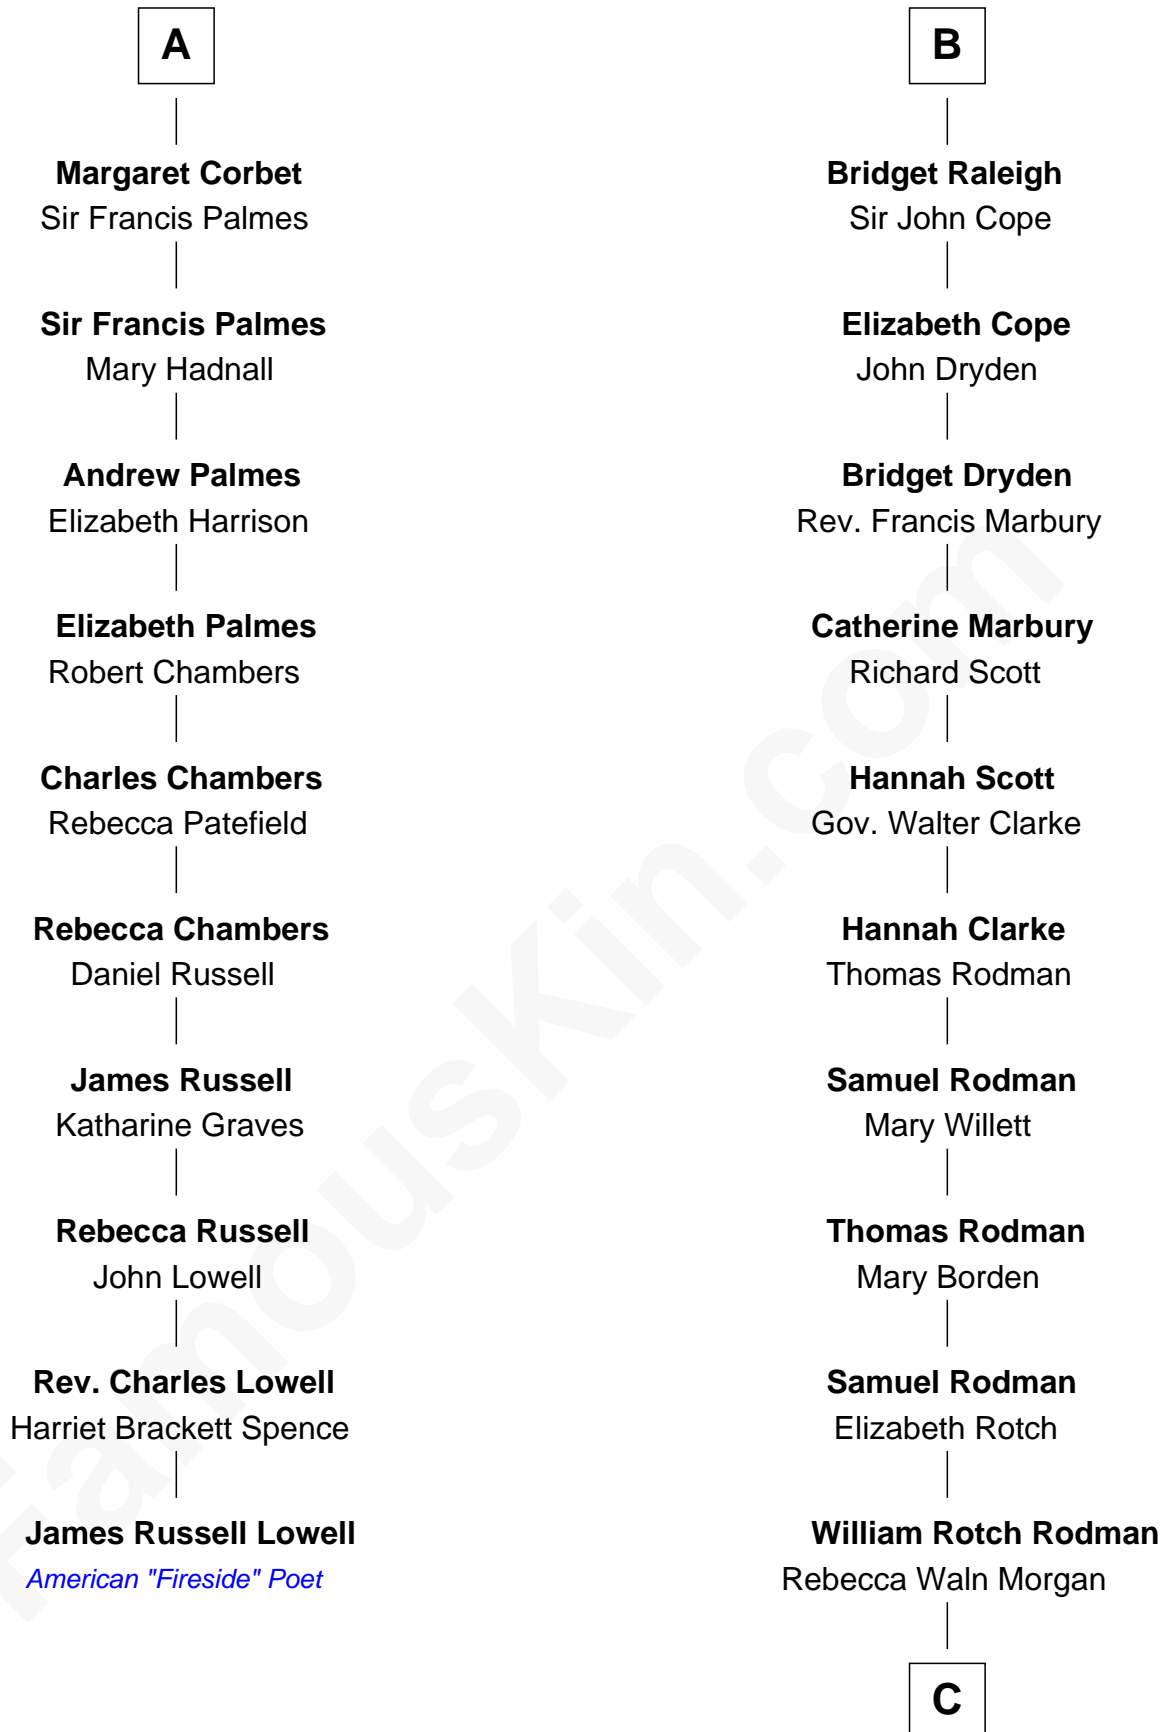 A
Margaret Corbet
Sir Francis Palmes
Sir Francis Palmes
Mary Hadnall
Andrew Palmes
Elizabeth Harrison
Elizabeth Palmes
Robert Chambers
Charles Chambers
Rebecca Patefield
Rebecca Chambers
Daniel Russell
James Russell
Katharine Graves
Rebecca Russell
John Lowell
Rev. Charles Lowell
Harriet Brackett Spence
James Russell Lowell
American "Fireside" Poet
B
Bridget Raleigh
Sir John Cope
Elizabeth Cope
John Dryden
Bridget Dryden
Rev. Francis Marbury
Catherine Marbury
Richard Scott
Hannah Scott
Gov. Walter Clarke
Hannah Clarke
Thomas Rodman
Samuel Rodman
Mary Willett
Thomas Rodman
Mary Borden
Samuel Rodman
Elizabeth Rotch
William Rotch Rodman
Rebecca Waln Morgan
C
FamousKin.com